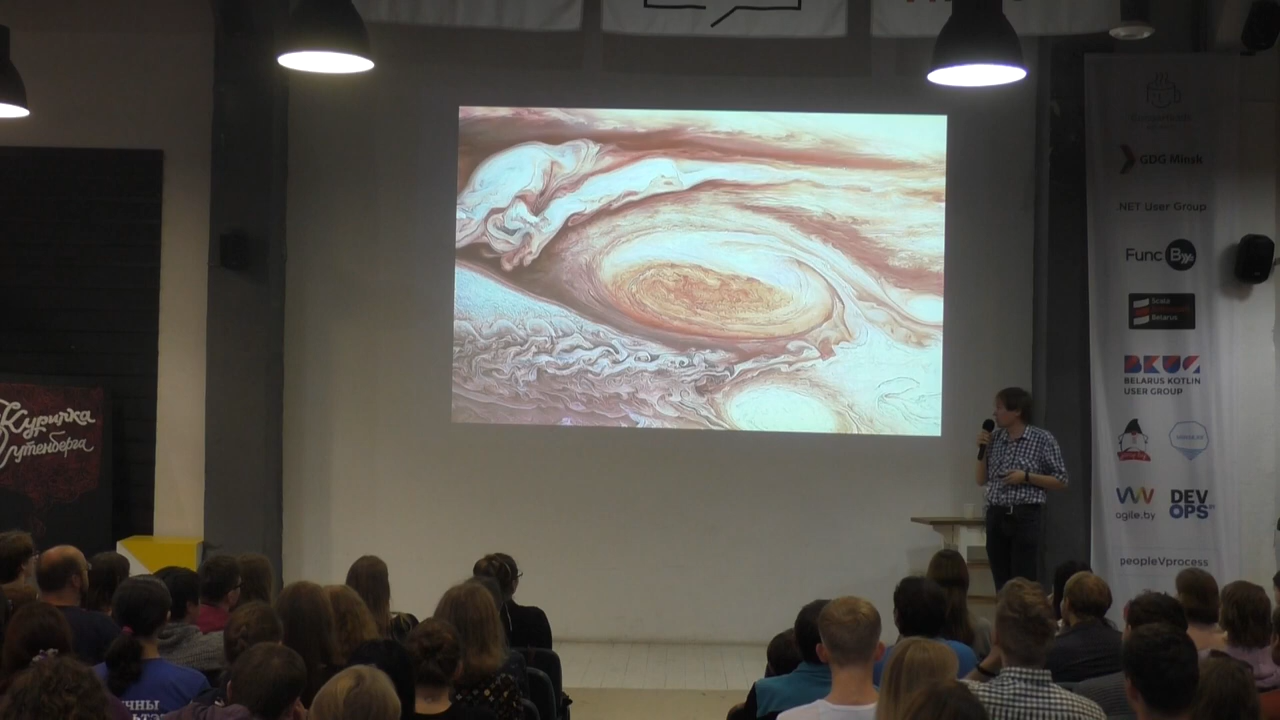 Курилка
Гутенберга
GDG Minsk
.NET User Group
Func By
Scala
Belarus
BKUG
BELARUS KOTLIN
USER GROUP
agile.by
DEV
OPS
peopleVprocess